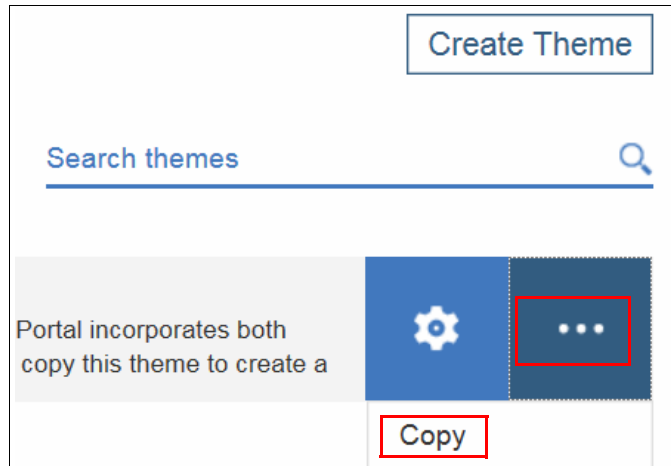 Create Theme
Search themes
Portal incorporates both
copy this theme to create a
Copy